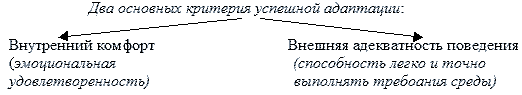 Два основных критерия успешной адаптации:
Внутренний комфорт
(эмоциональная
удовлетворенность)
Внешняя адекватность поведения
(способность легко и точно
выполнять требоания среды)